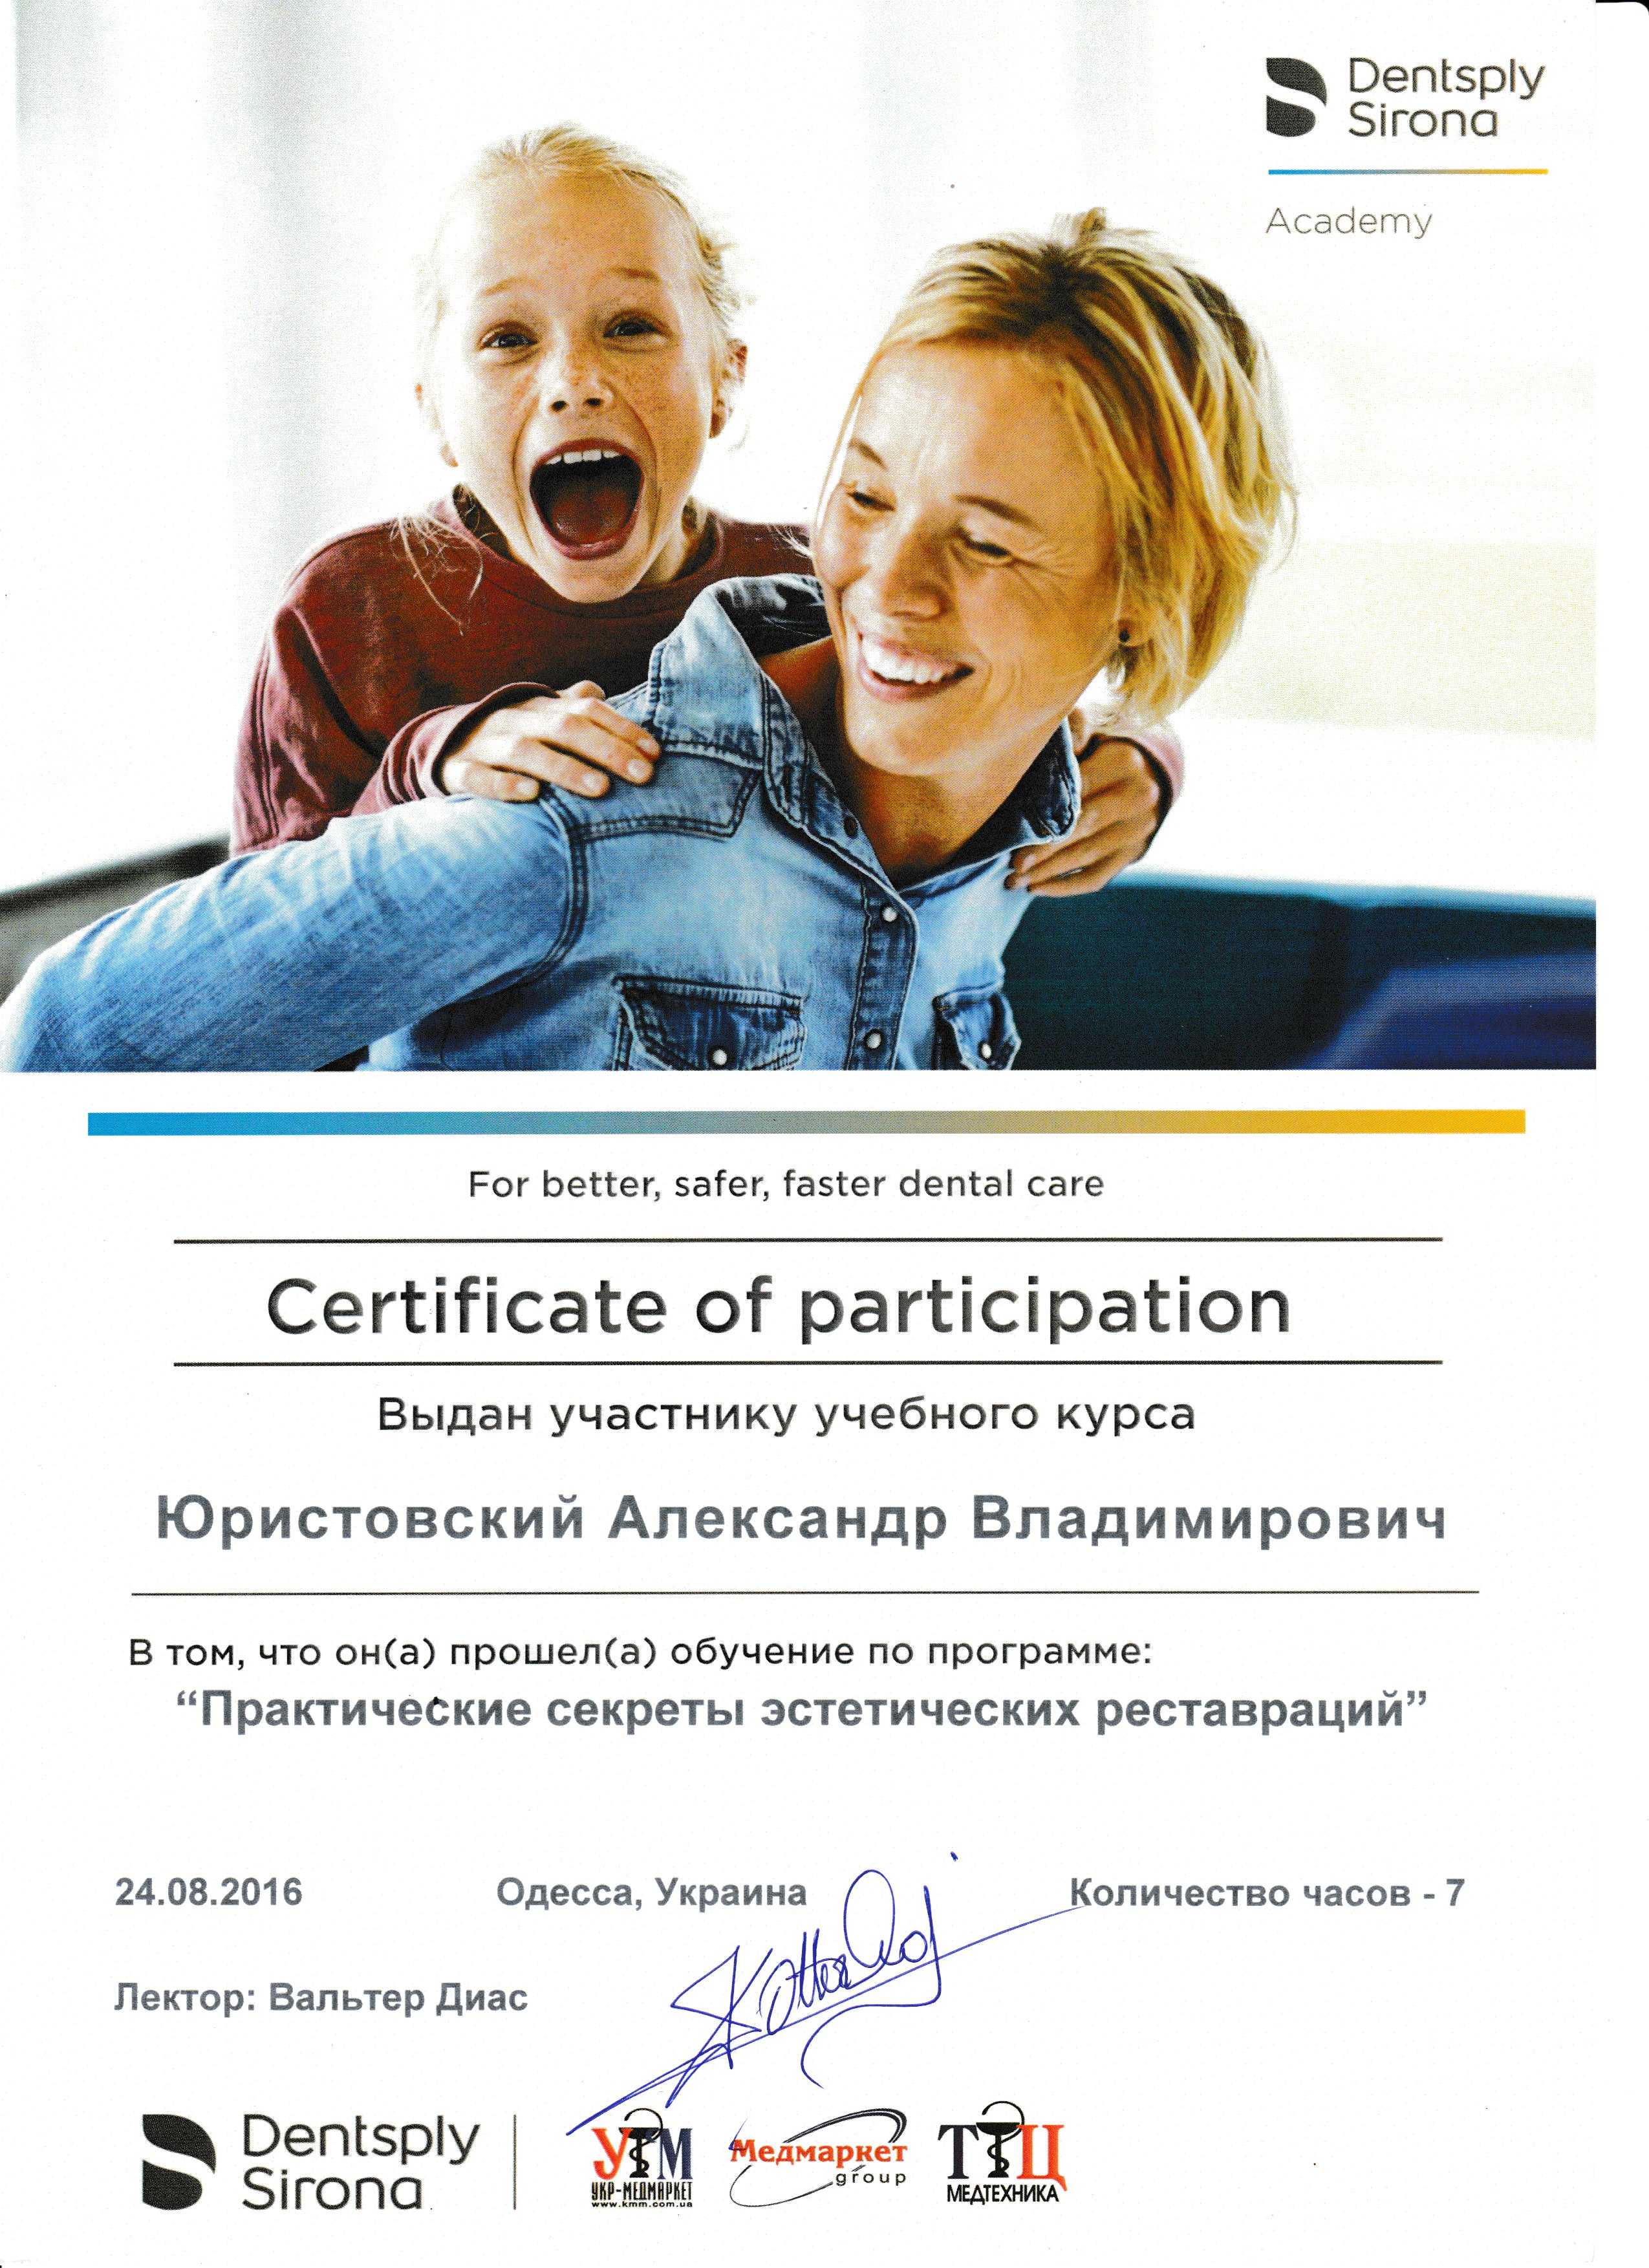 Dentsply
Sirona
Academy
For better, safer, faster dental care
Certificate of participation
Выдан участнику учебного курса
Юристовский Александр Владимирович
В том, что он(а) прошел(а) обучение по программе:
“Практические секреты эстетических реставраций”
24.08.2016 Одесса, Украина Количество часов - 7
Лектор: Вальтер Диас
Dentsply
Sirona
УКР-МЕДМАРКЕТ
www.kmm.com.ua
Медмаркет
group
ТЦ
МЕДТЕХНИКА